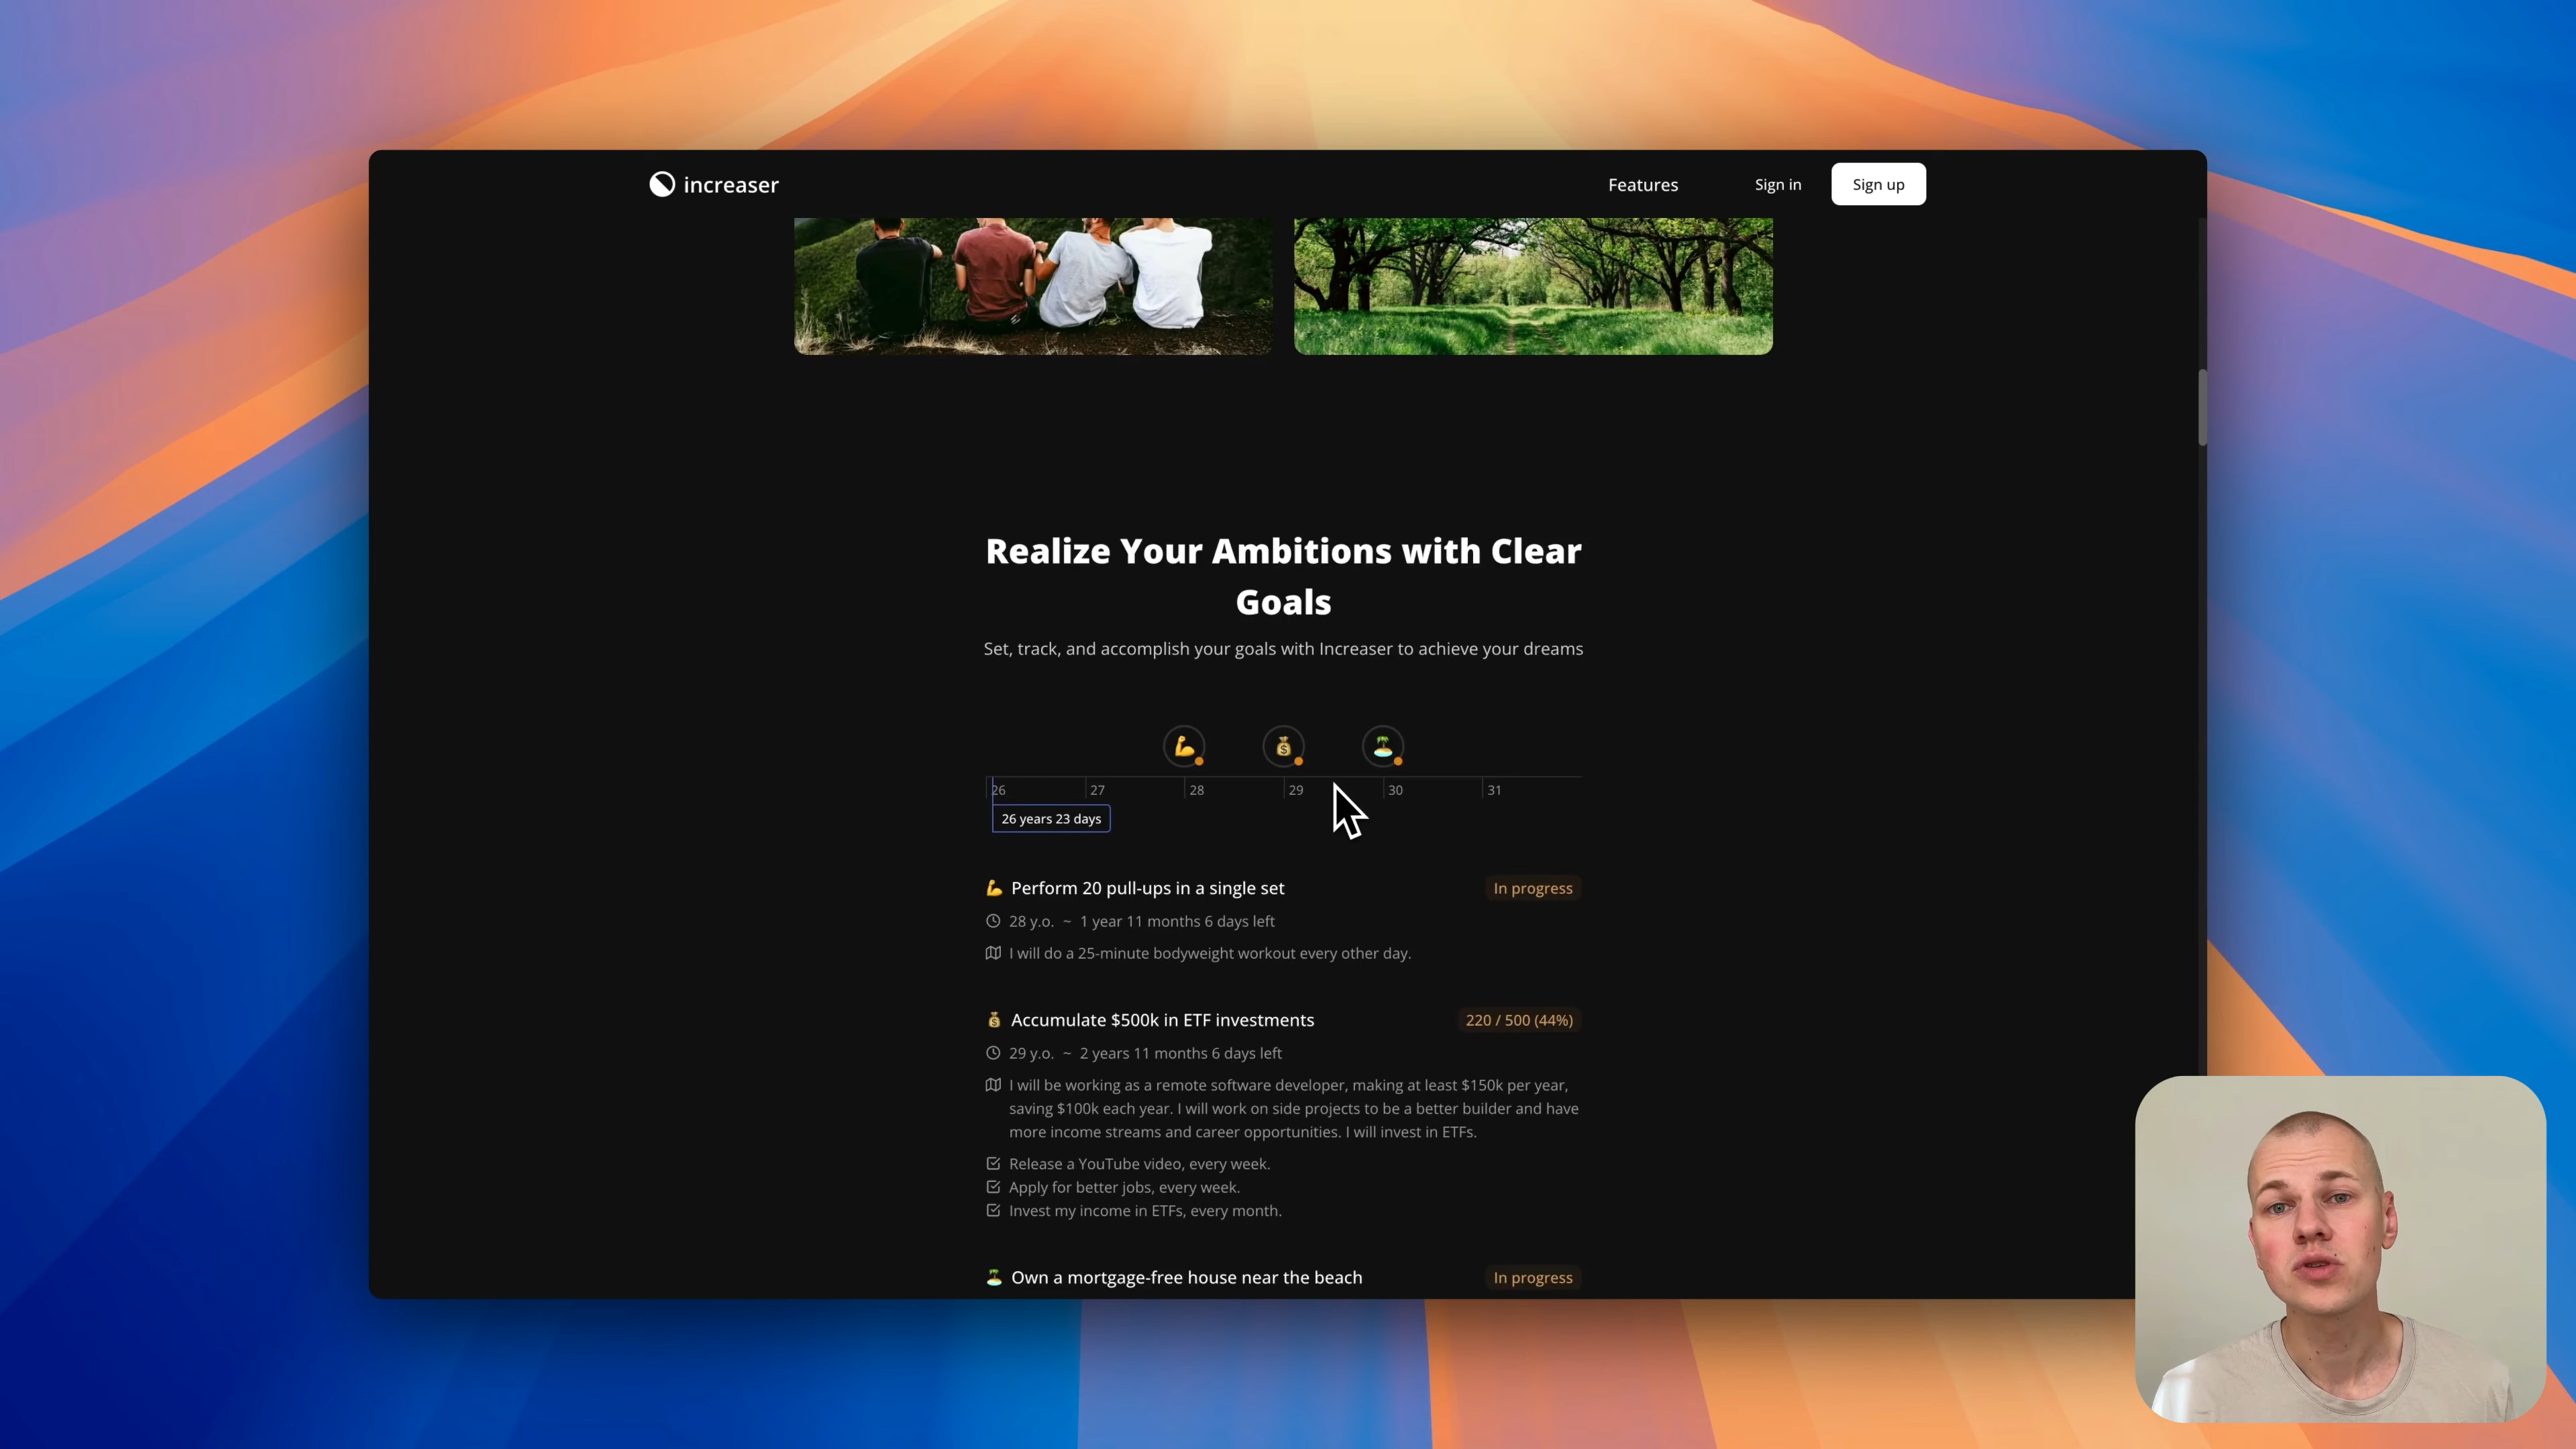 increaser
Features
Sign in
Sign up
Realize Your Ambitions with Clear
Goals
Set, track, and accomplish your goals with Increaser to achieve your dreams
26
27
28
29
30
31
26 years 23 days
Perform 20 pull-ups in a single set
In progress
28 y.o. ~ 1 year 11 months 6 days left
I will do a 25-minute bodyweight workout every other day.
Accumulate $500k in ETF investments
220 / 500 (44%)
29 y.o. ~ 2 years 11 months 6 days left
I will be working as a remote software developer, making at least $150k per year,
saving $100k each year. I will work on side projects to be a better builder and have
more income streams and career opportunities. I will invest in ETFs.
Release a YouTube video, every week.
Apply for better jobs, every week.
Invest my income in ETFs, every month.
Own a mortgage-free house near the beach
In progress